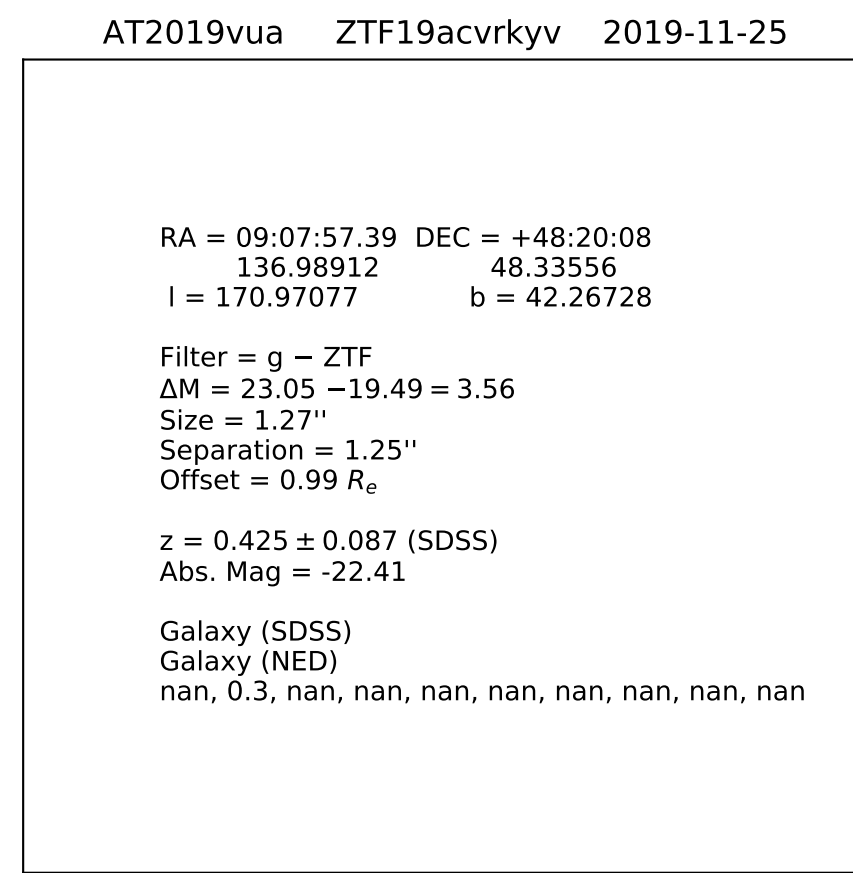 AT2019vua ZTF19acvrkyv 2019-11-25
RA = 09:07:57.39 DEC = +48:20:08
136.98912 48.33556
l = 170.97077 b = 42.26728
Filter = g − ZTF
ΔM = 23.05 −19.49 = 3.56
Size = 1.27''
Separation = 1.25''
Offset = 0.99 Re
z = 0.425 ± 0.087 (SDSS)
Abs. Mag = -22.41
Galaxy (SDSS)
Galaxy (NED)
nan, 0.3, nan, nan, nan, nan, nan, nan, nan, nan